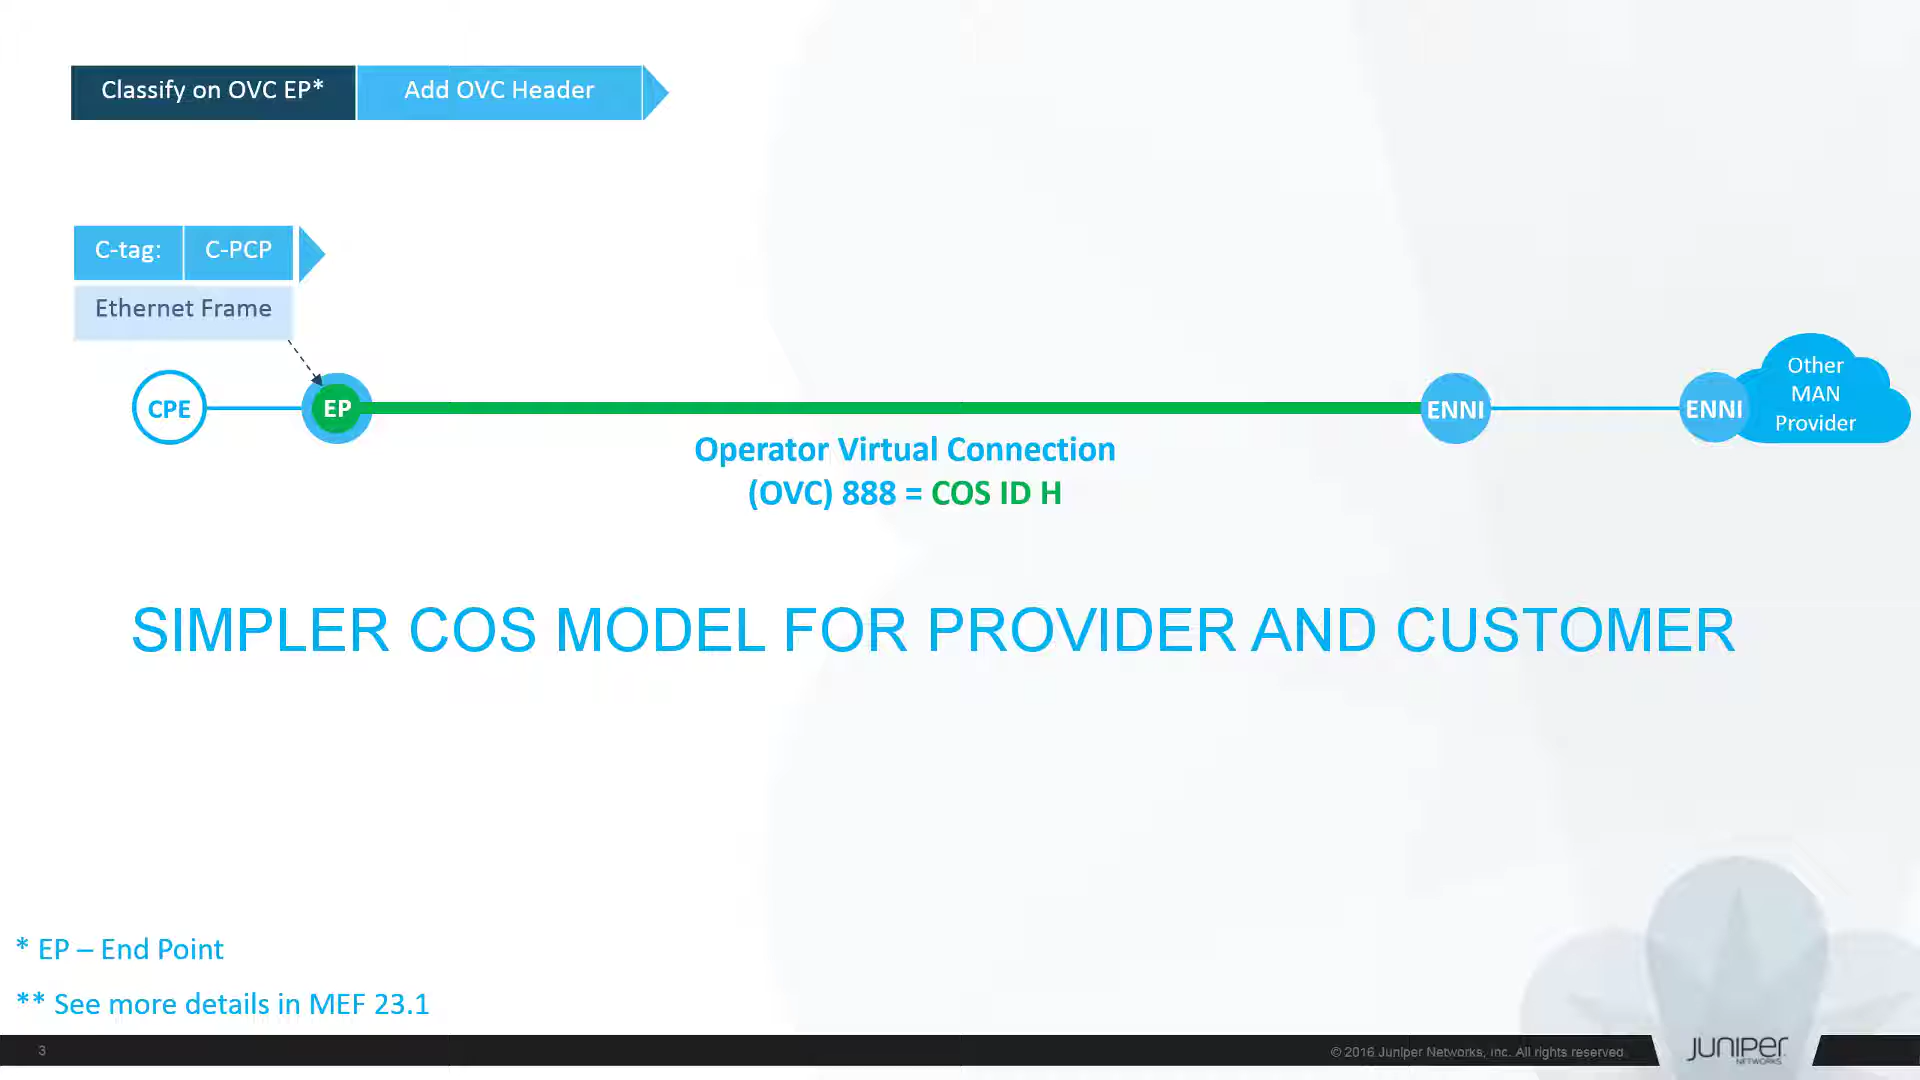 Classify on OVC EP* Add OVC Header
C-tag: C-PCP
Ethernet Frame
CPE EP ENNI ENNI
Other
MAN
Provider
Operator Virtual Connection
(OVC) 888 = COS ID H
SIMPLER COS MODEL FOR PROVIDER AND CUSTOMER
* EP – End Point
** See more details in MEF 23.1
3
© 2016 Juniper Networks, Inc. All rights reserved.
JUNIPER
NETWORKS